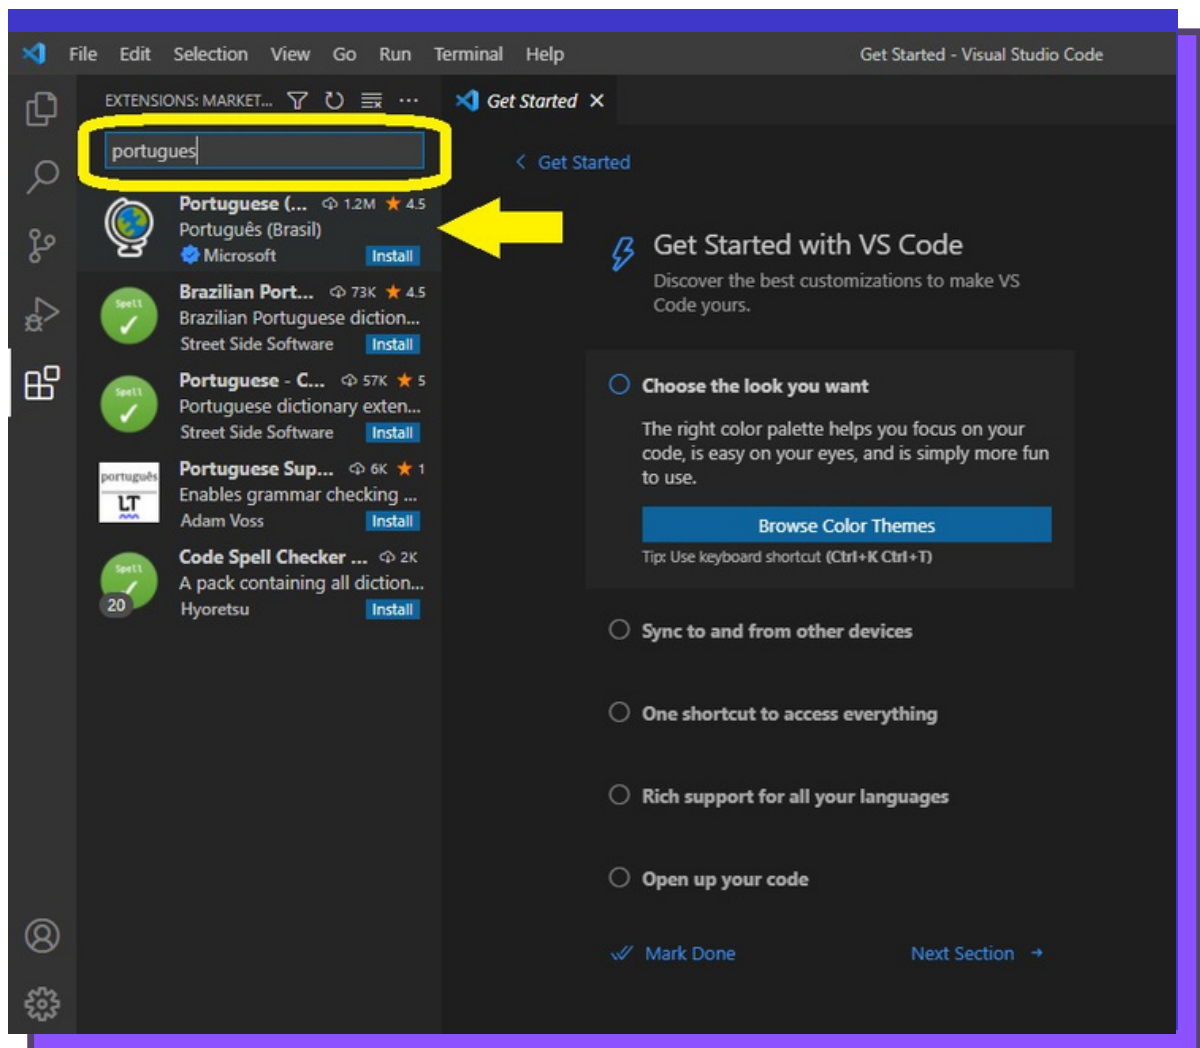 File Edit Selection View Go Run Terminal Help
Get Started - Visual Studio Code
EXTENSIONS: MARKET...
Get Started
portugues
Portuguese (... 1.2M 4.5
Português (Brasil)
Microsoft Install
Brazilian Port... 73K 4.5
Brazilian Portuguese diction...
Street Side Software Install
Portuguese - C... 57K 5
Portuguese dictionary exten...
Street Side Software Install
Portuguese Sup... 6K 1
Enables grammar checking ...
Adam Voss Install
Code Spell Checker ... 2K
A pack containing all diction...
Hyoretsu Install
Spell
Spell
português
LT
Spell
20
Get Started
Get Started with VS Code
Discover the best customizations to make VS
Code yours.
Choose the look you want
The right color palette helps you focus on your
code, is easy on your eyes, and is simply more fun
to use.
Browse Color Themes
Tip: Use keyboard shortcut (Ctrl+K Ctrl+T)
Sync to and from other devices
One shortcut to access everything
Rich support for all your languages
Open up your code
Mark Done
Next Section